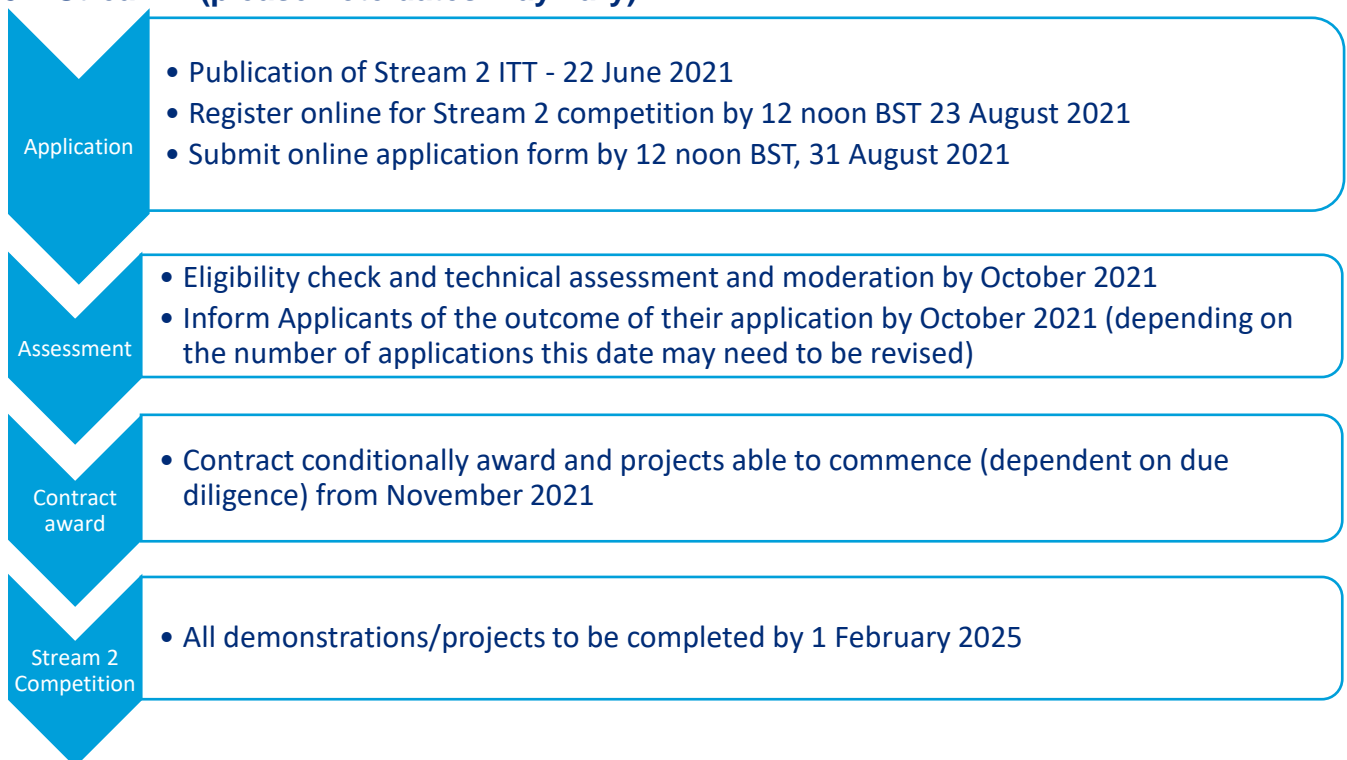 Application
• Publication of Stream 2 ITT - 22 June 2021
• Register online for Stream 2 competition by 12 noon BST 23 August 2021
• Submit online application form by 12 noon BST, 31 August 2021
Assessment
• Eligibility check and technical assessment and moderation by October 2021
• Inform Applicants of the outcome of their application by October 2021 (depending on
the number of applications this date may need to be revised)
Contract
award
• Contract conditionally award and projects able to commence (dependent on due
diligence) from November 2021
Stream 2
Competition
• All demonstrations/projects to be completed by 1 February 2025